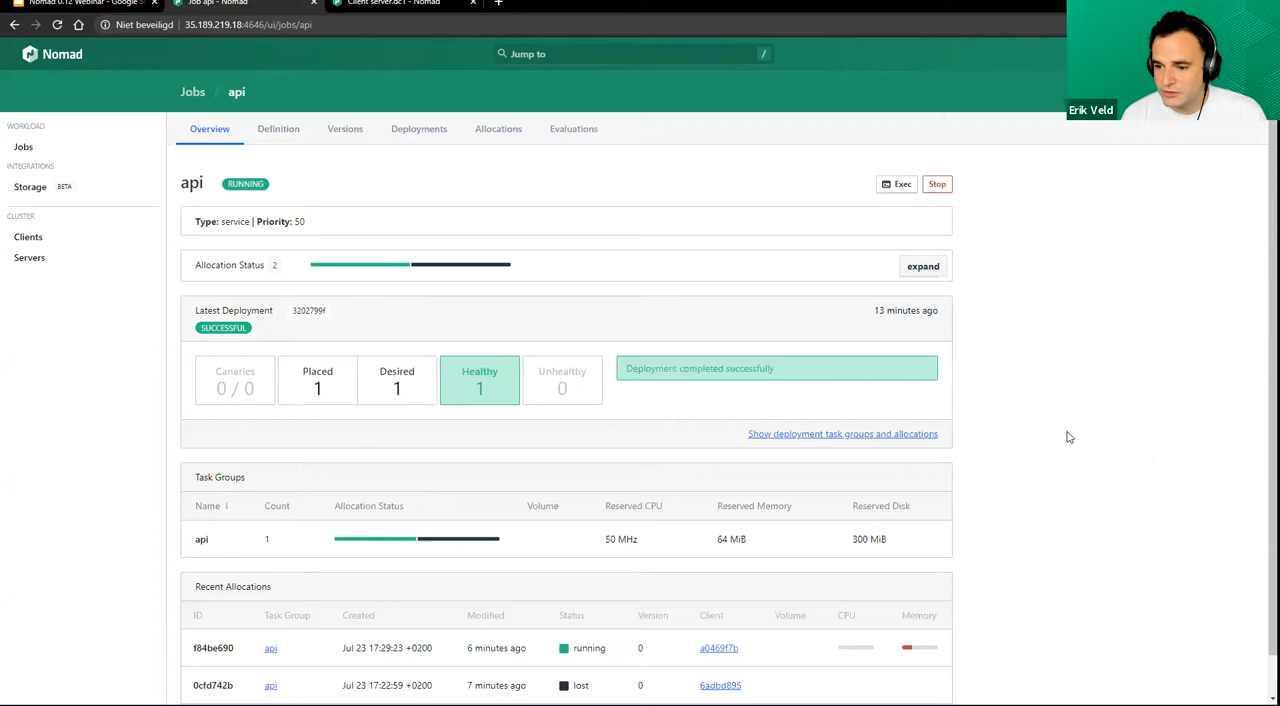 Nomad 0.12 Webinar - Google S
Job api - Nomad
Client server.dc1 - Nomad
Niet beveiligd | 35.189.219.18:4646/ui/jobs/api
Nomad
Jump to /
Jobs / api
Erik Veld
WORKLOAD
Jobs
INTEGRATIONS
Storage BETA
CLUSTER
Clients
Servers
Overview Definition Versions Deployments Allocations Evaluations
api RUNNING
Exec Stop
Type: service | Priority: 50
Allocation Status 2
expand
Latest Deployment 3202799f
13 minutes ago
SUCCESSFUL
Canaries Placed Desired Healthy Unhealthy
0 / 0 1 1 1 0
Deployment completed successfully
Show deployment task groups and allocations
Task Groups
Name Count Allocation Status Volume Reserved CPU Reserved Memory Reserved Disk
api 1 50 MHz 64 MiB 300 MiB
Recent Allocations
ID Task Group Created Modified Status Version Client Volume CPU Memory
f84be690 api Jul 23 17:29:23 +0200 6 minutes ago running 0 a0469f7b
0cfd742b api Jul 23 17:22:59 +0200 7 minutes ago lost 0 6adbd895